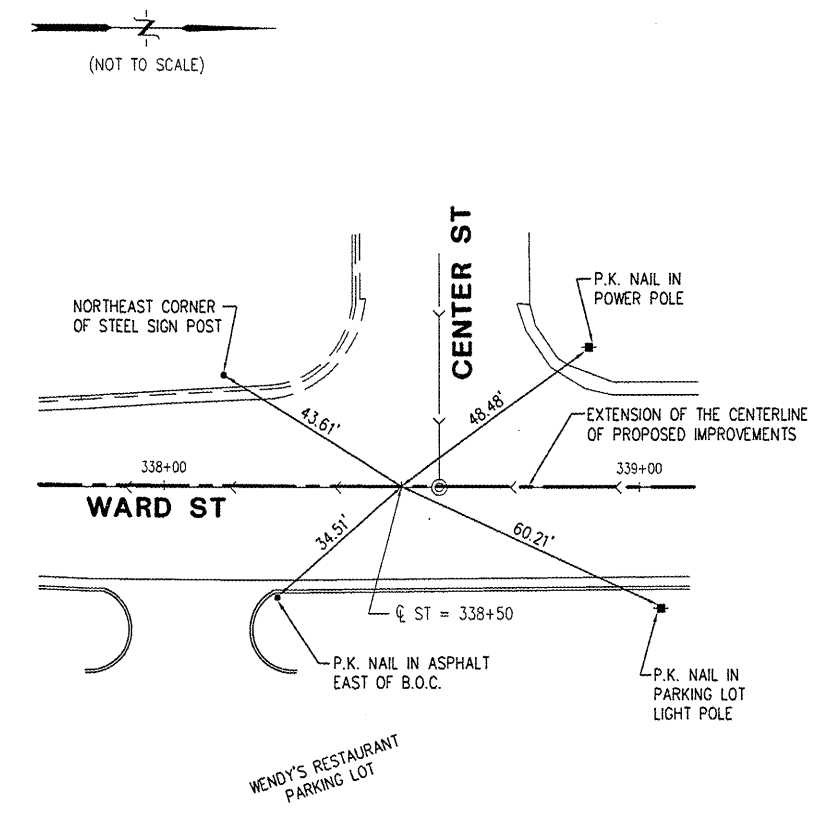 N
(NOT TO SCALE)
CENTER ST
P.K. NAIL IN
POWER POLE
NORTHEAST CORNER
OF STEEL SIGN POST
43.61'
48.48'
EXTENSION OF THE CENTERLINE
OF PROPOSED IMPROVEMENTS
338+00
339+00
WARD ST
34.51'
60.21'
℄ ST = 338+50
P.K. NAIL IN ASPHALT
EAST OF B.O.C.
P.K. NAIL IN
PARKING LOT
LIGHT POLE
WENDY'S RESTAURANT
PARKING LOT